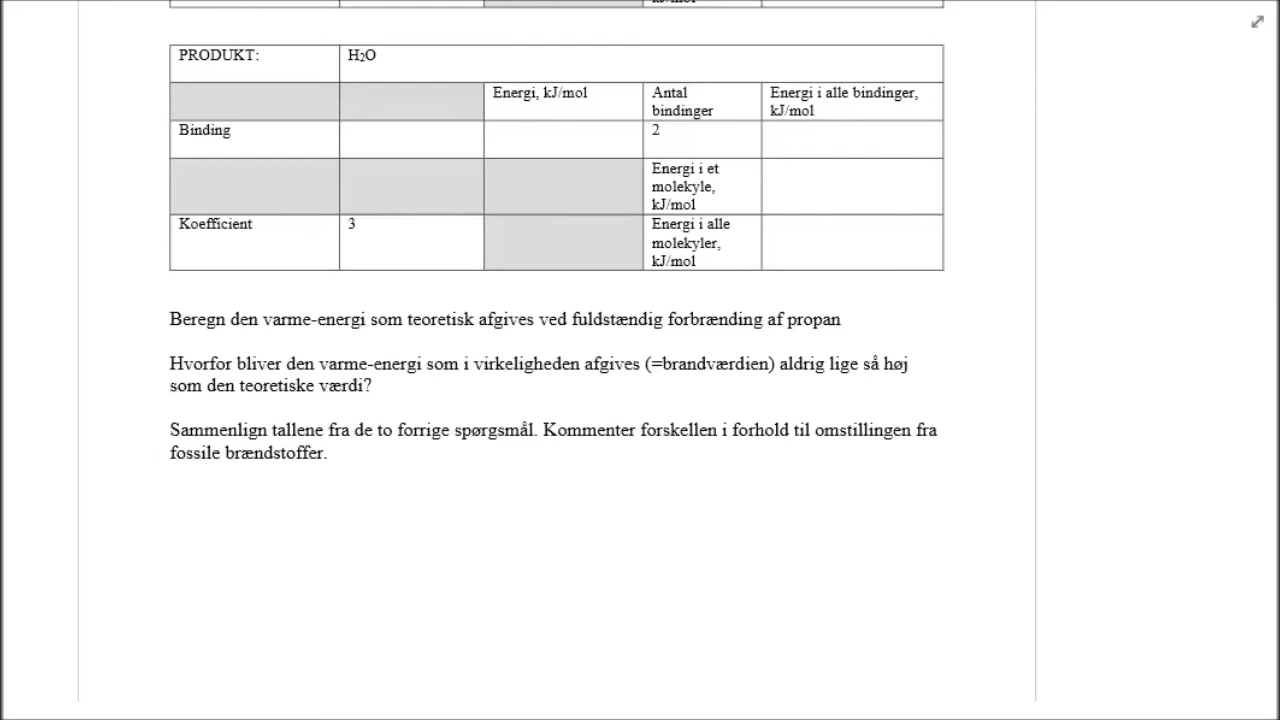 kJ/mol
PRODUKT: H₂O
Energi, kJ/mol Antal bindinger Energi i alle bindinger, kJ/mol
Binding 2
Energi i et molekyle, kJ/mol
Koefficient 3 Energi i alle molekyler, kJ/mol
Beregn den varme-energi som teoretisk afgives ved fuldstændig forbrænding af propan
Hvorfor bliver den varme-energi som i virkeligheden afgives (=brandværdien) aldrig lige så høj
som den teoretiske værdi?
Sammenlign tallene fra de to forrige spørgsmål. Kommenter forskellen i forhold til omstillingen fra
fossile brændstoffer.